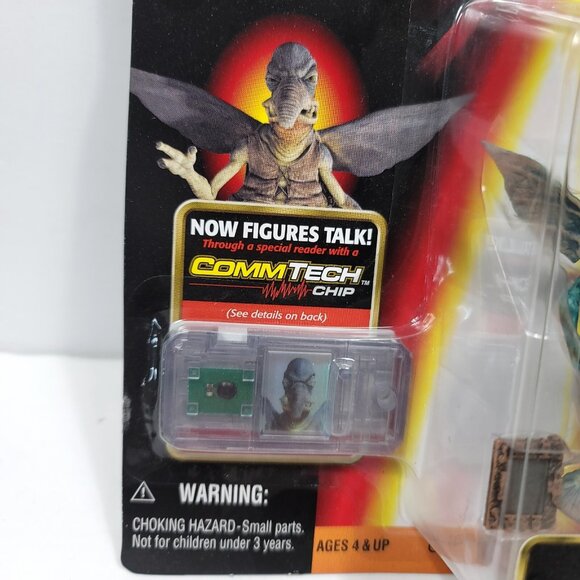 NOW FIGURES TALK!
Through a special reader with a
COMMTECH™
CHIP
(See details on back)
WARNING:
CHOKING HAZARD-Small parts.
Not for children under 3 years.
AGES 4 & UP